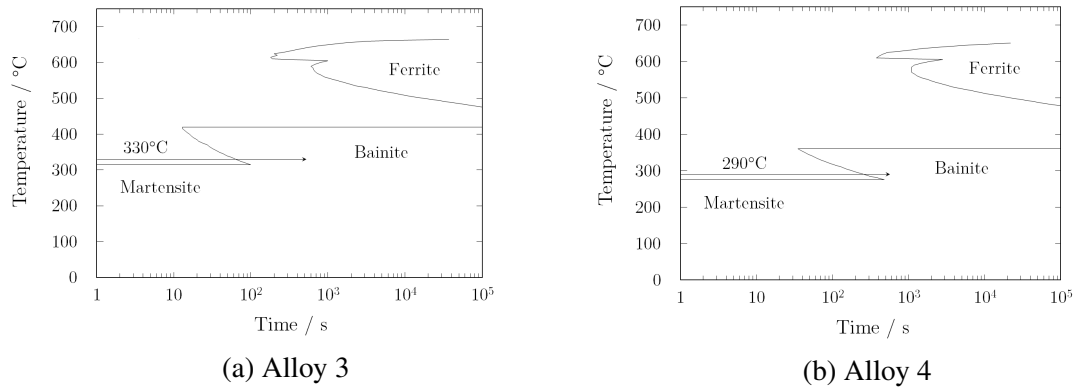 700
600
500
400
300
200
100
0
Temperature / °C
Ferrite
Bainite
330°C
Martensite
1
10
10²
10³
10⁴
10⁵
Time / s
(a) Alloy 3
700
600
500
400
300
200
100
0
Temperature / °C
Ferrite
Bainite
290°C
Martensite
1
10
10²
10³
10⁴
10⁵
Time / s
(b) Alloy 4